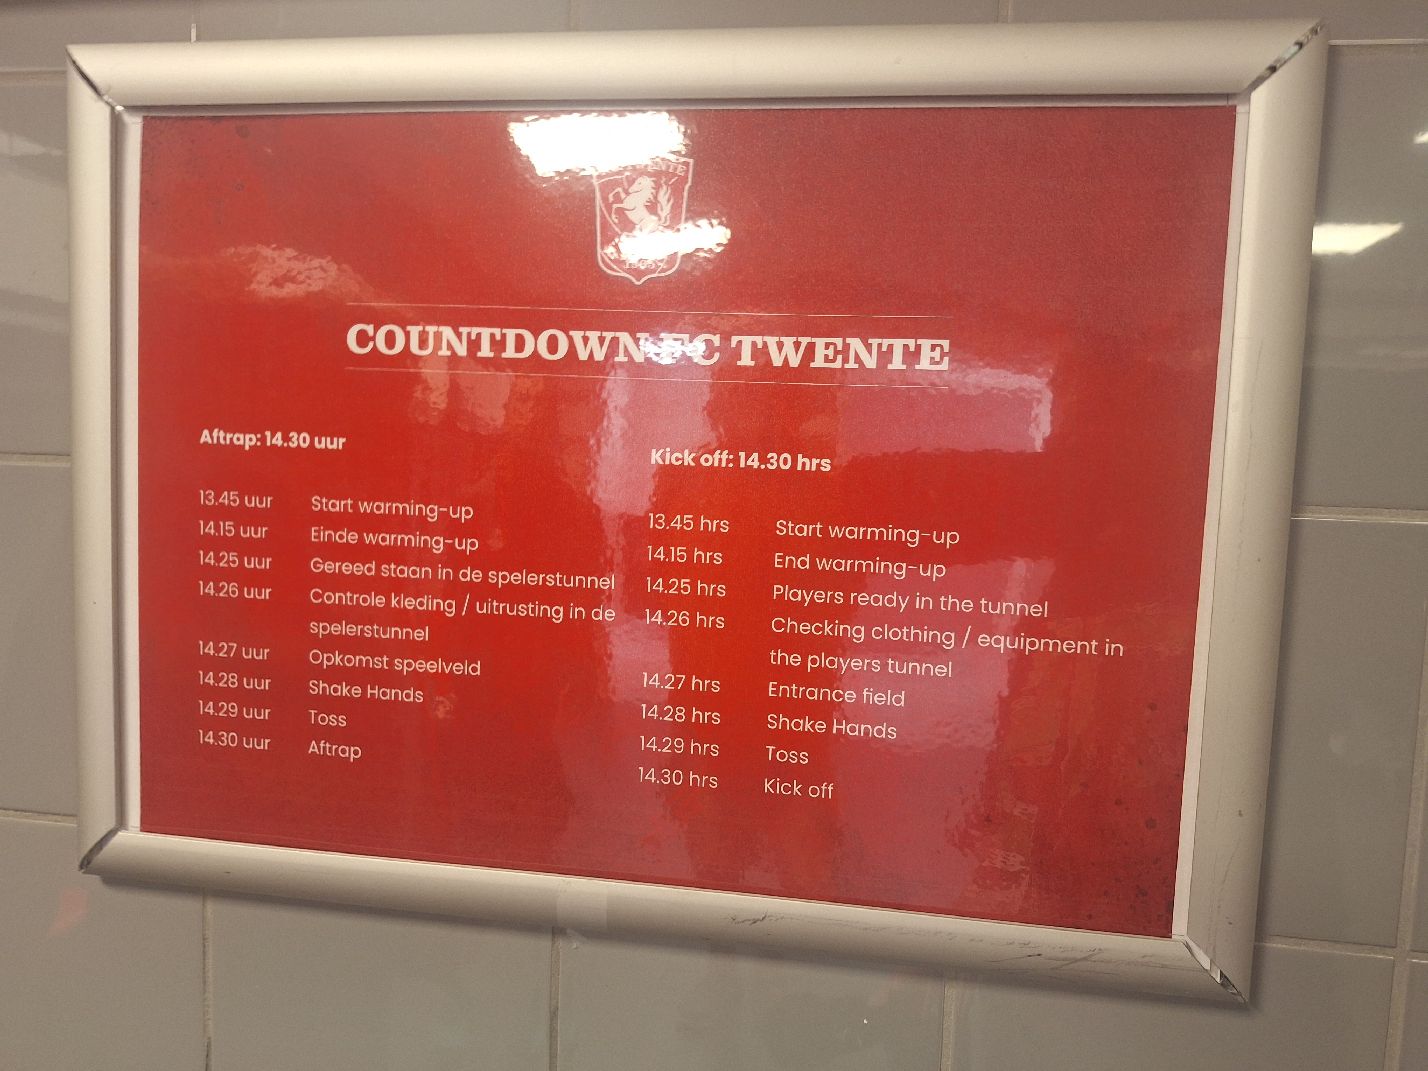 TWENTE
COUNTDOWN FC TWENTE
Aftrap: 14.30 uur
13.45 uur Start warming-up
14.15 uur Einde warming-up
14.25 uur Gereed staan in de spelerstunnel
14.26 uur Controle kleding / uitrusting in de
spelerstunnel
14.27 uur Opkomst speelveld
14.28 uur Shake Hands
14.29 uur Toss
14.30 uur Aftrap
Kick off: 14.30 hrs
13.45 hrs Start warming-up
14.15 hrs End warming-up
14.25 hrs Players ready in the tunnel
14.26 hrs Checking clothing / equipment in
the players tunnel
14.27 hrs Entrance field
14.28 hrs Shake Hands
14.29 hrs Toss
14.30 hrs Kick off